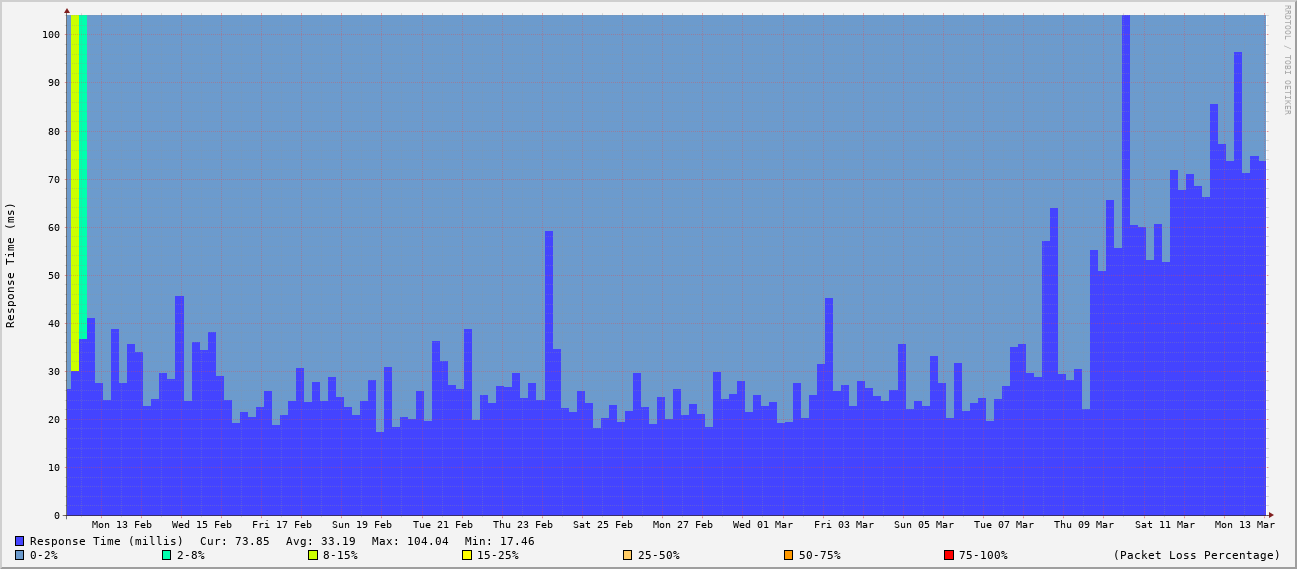 RRDTOOL / TOBI OETIKER
Response Time (ms)
100
90
80
70
60
50
40
30
20
10
0
Mon 13 Feb Wed 15 Feb Fri 17 Feb Sun 19 Feb Tue 21 Feb Thu 23 Feb Sat 25 Feb Mon 27 Feb Wed 01 Mar Fri 03 Mar Sun 05 Mar Tue 07 Mar Thu 09 Mar Sat 11 Mar Mon 13 Mar
Response Time (millis) Cur: 73.85 Avg: 33.19 Max: 104.04 Min: 17.46
0-2% 2-8% 8-15% 15-25% 25-50% 50-75% 75-100% (Packet Loss Percentage)